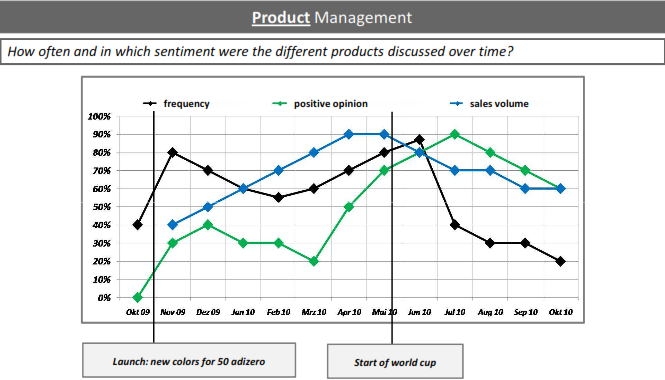 Product Management
How often and in which sentiment were the different products discussed over time?
frequency positive opinion sales volume
100%
90%
80%
70%
60%
50%
40%
30%
20%
10%
0%
Okt 09 Nov 09 Dez 09 Jan 10 Feb 10 Mrz 10 Apr 10 Mai 10 Jun 10 Jul 10 Aug 10 Sep 10 Okt 10
Launch: new colors for 50 adizero
Start of world cup